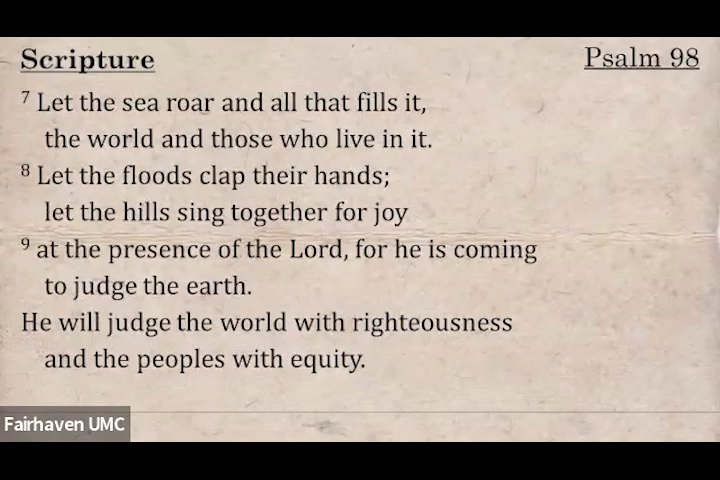 Scripture
Psalm 98
7 Let the sea roar and all that fills it,
the world and those who live in it.
8 Let the floods clap their hands;
let the hills sing together for joy
9 at the presence of the Lord, for he is coming
to judge the earth.
He will judge the world with righteousness
and the peoples with equity.
Fairhaven UMC